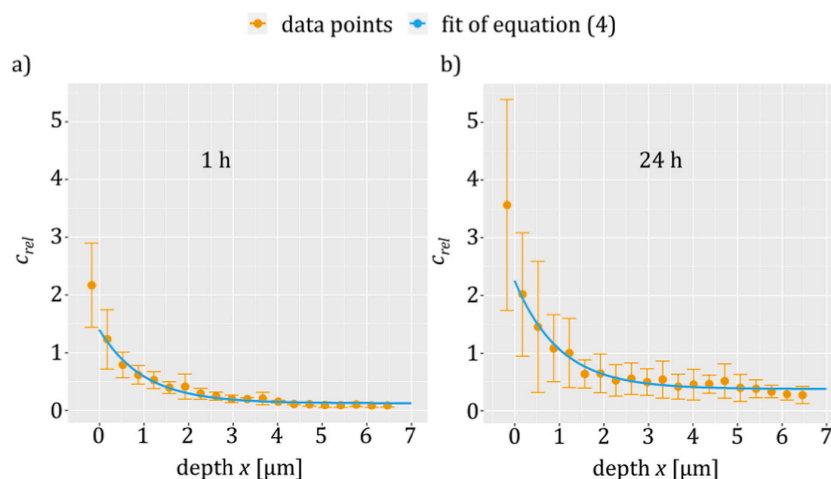 data points fit of equation (4)
a)
b)
5
4
3
2
1
0
c_rel
1 h
0 1 2 3 4 5 6 7
depth x [μm]
5
4
3
2
1
0
c_rel
24 h
0 1 2 3 4 5 6 7
depth x [μm]